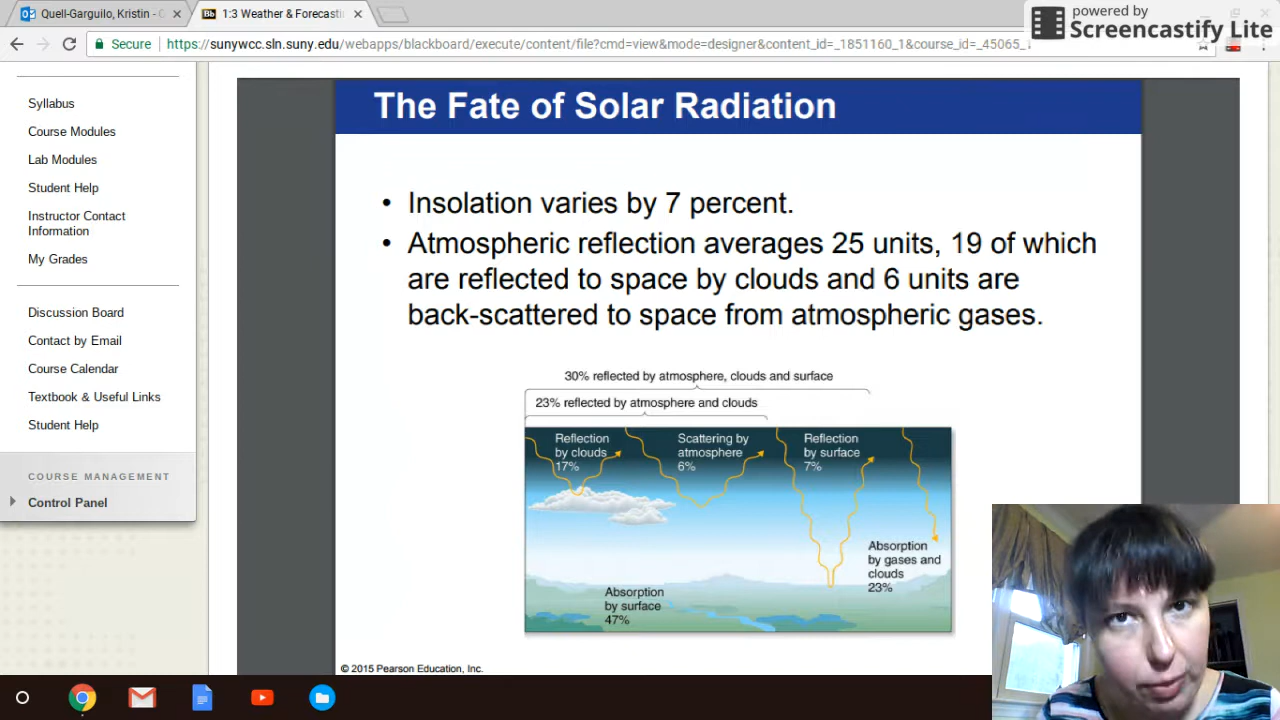 Quell-Garguilo, Kristin - O
1:3 Weather & Forecastin
powered by
Screencastify Lite
Secure
https://sunywcc.sln.suny.edu/webapps/blackboard/execute/content/file?cmd=view&mode=designer&content_id=_1851160_1&course_id=_45065_1
Syllabus
Course Modules
Lab Modules
Student Help
Instructor Contact
Information
My Grades
Discussion Board
Contact by Email
Course Calendar
Textbook & Useful Links
Student Help
COURSE MANAGEMENT
Control Panel
The Fate of Solar Radiation
• Insolation varies by 7 percent.
• Atmospheric reflection averages 25 units, 19 of which
are reflected to space by clouds and 6 units are
back-scattered to space from atmospheric gases.
30% reflected by atmosphere, clouds and surface
23% reflected by atmosphere and clouds
Reflection
by clouds
17%
Scattering by
atmosphere
6%
Reflection
by surface
7%
Absorption
by gases and
clouds
23%
Absorption
by surface
47%
© 2015 Pearson Education, Inc.